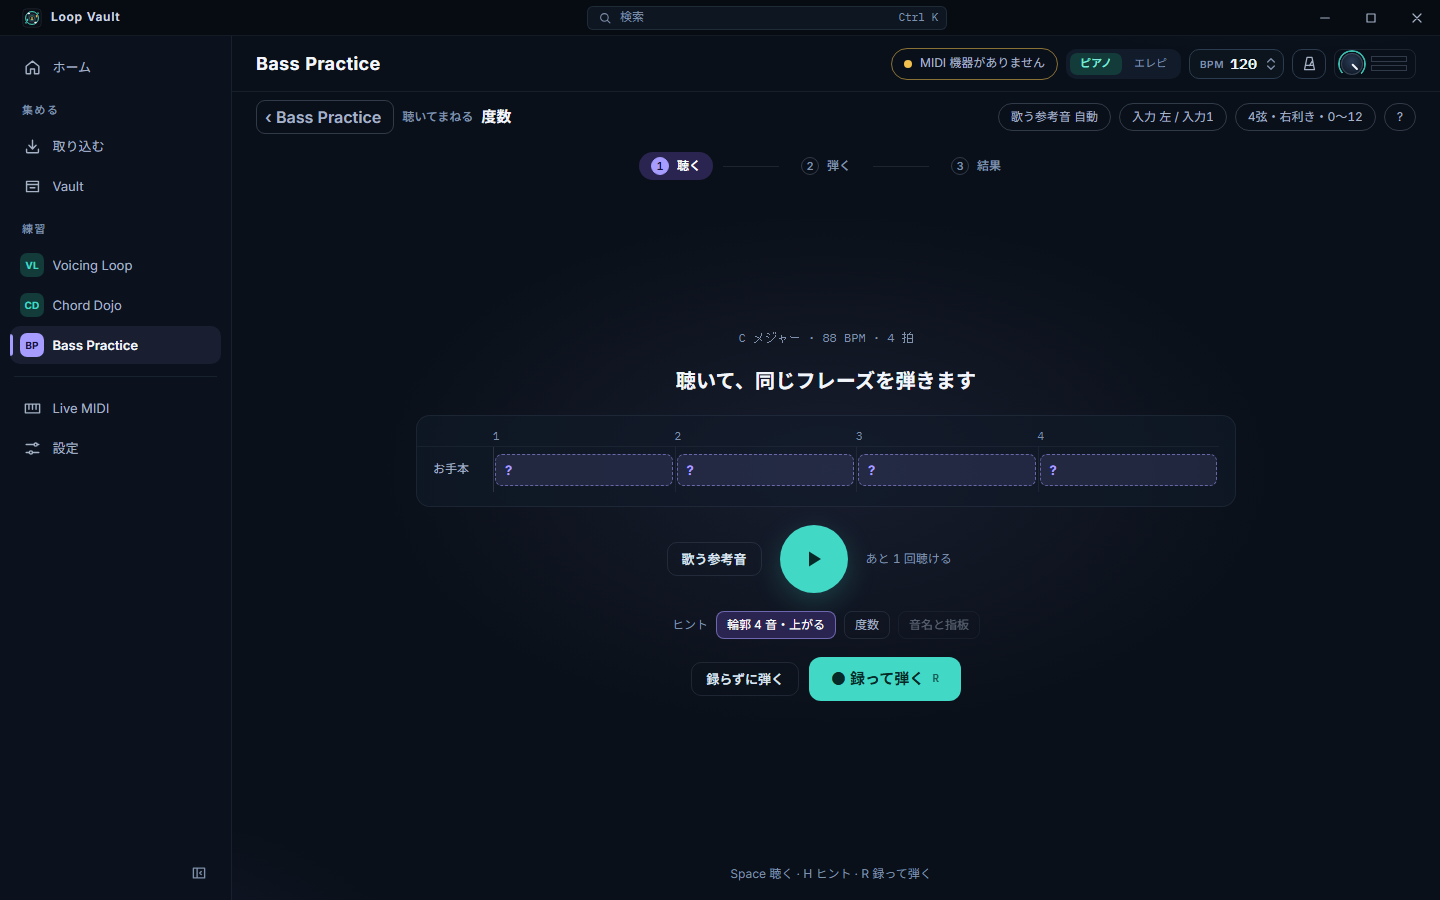 Loop Vault
検索 Ctrl K
ホーム
集める
取り込む
Vault
練習
VL Voicing Loop
CD Chord Dojo
BP Bass Practice
Live MIDI
設定
Bass Practice
MIDI 機器がありません
ピアノ エレピ
BPM 120
‹ Bass Practice 聴いてまねる 度数
歌う参考音 自動 入力 左 / 入力1 4弦・右利き・0〜12 ?
1 聴く 2 弾く 3 結果
C メジャー · 88 BPM · 4 拍
聴いて、同じフレーズを弾きます
1 2 3 4
お手本 ? ? ? ?
歌う参考音 あと 1 回聴ける
ヒント 輪郭 4 音・上がる 度数 音名と指板
録らずに弾く ● 録って弾く R
Space 聴く · H ヒント · R 録って弾く